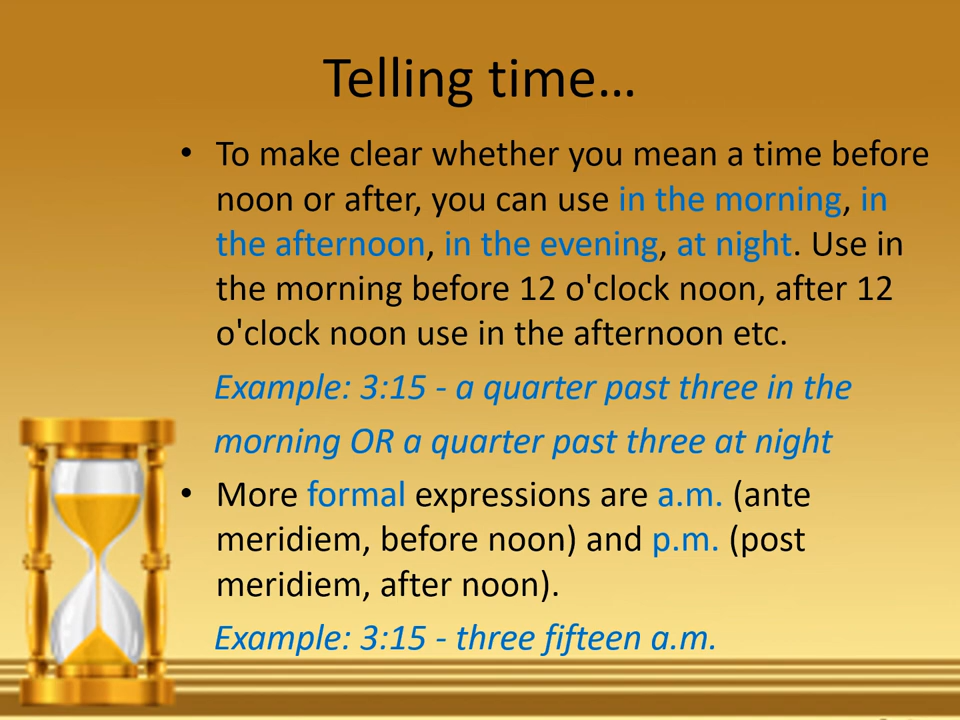 Telling time…
• To make clear whether you mean a time before
noon or after, you can use in the morning, in
the afternoon, in the evening, at night. Use in
the morning before 12 o'clock noon, after 12
o'clock noon use in the afternoon etc.
Example: 3:15 - a quarter past three in the
morning OR a quarter past three at night
• More formal expressions are a.m. (ante
meridiem, before noon) and p.m. (post
meridiem, after noon).
Example: 3:15 - three fifteen a.m.